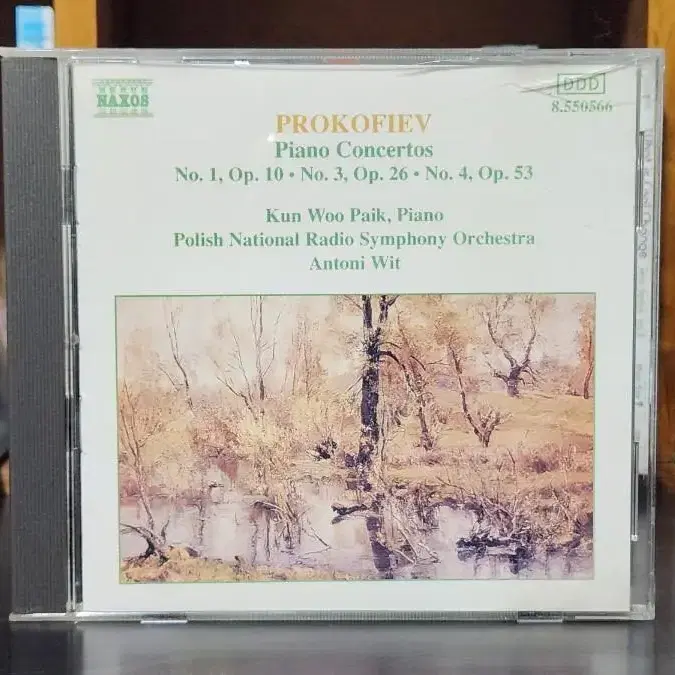 NAXOS
DDD
8.550566
PROKOFIEV
Piano Concertos
No. 1, Op. 10 • No. 3, Op. 26 • No. 4, Op. 53
Kun Woo Paik, Piano
Polish National Radio Symphony Orchestra
Antoni Wit